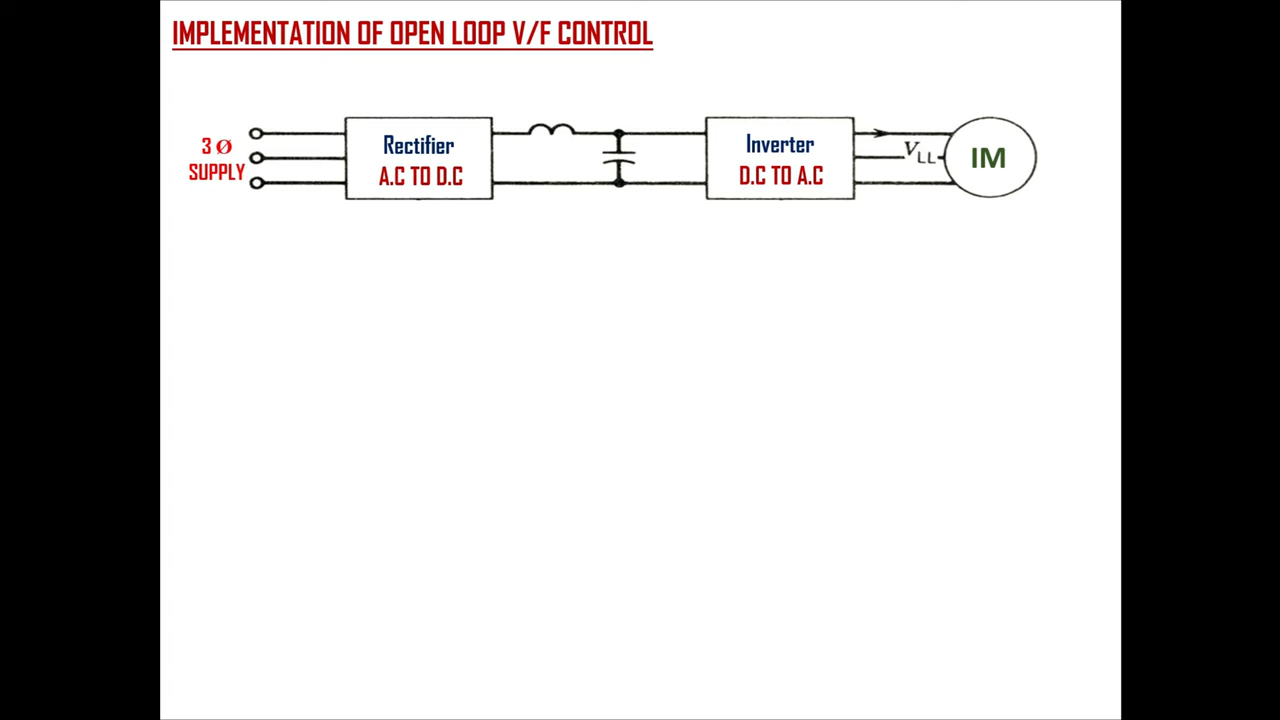 IMPLEMENTATION OF OPEN LOOP V/F CONTROL
3 Ø
SUPPLY
Rectifier
A.C TO D.C
Inverter
D.C TO A.C
VLL
IM